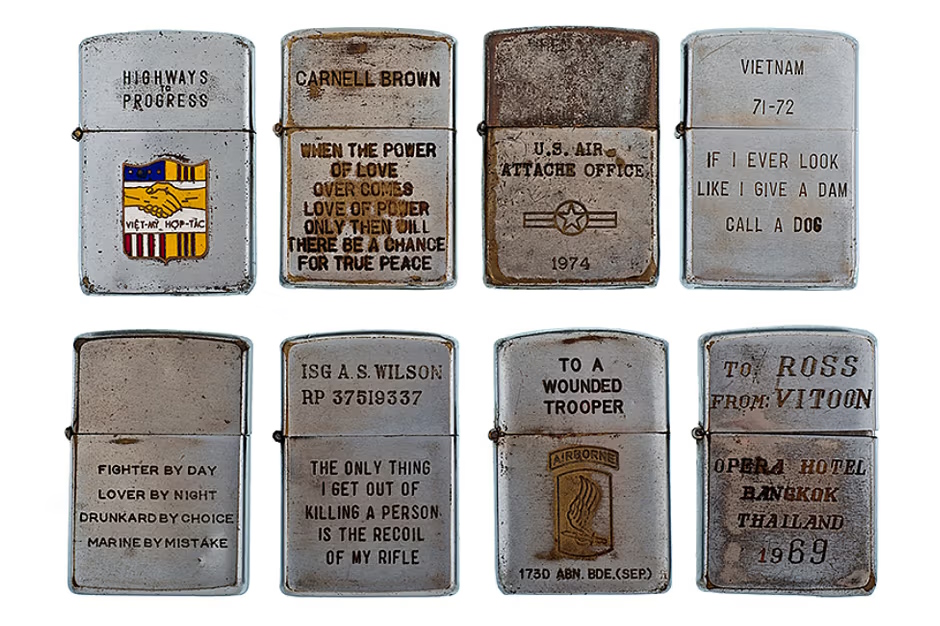 HIGHWAYS
TO
PROGRESS
VIỆT-MỸ HỢP-TÁC
CARNELL BROWN
WHEN THE POWER
OF LOVE
OVER COMES
LOVE OF POWER
ONLY THEN WILL
THERE BE A CHANCE
FOR TRUE PEACE
U.S. AIR
ATTACHE OFFICE
1974
VIETNAM
71-72
IF I EVER LOOK
LIKE I GIVE A DAM
CALL A DOG
FIGHTER BY DAY
LOVER BY NIGHT
DRUNKARD BY CHOICE
MARINE BY MISTAKE
ISG A.S. WILSON
RP 37519337
THE ONLY THING
I GET OUT OF
KILLING A PERSON
IS THE RECOIL
OF MY RIFLE
TO A
WOUNDED
TROOPER
AIRBORNE
173D ABN. BDE.(SEP.)
TO: ROSS
FROM: VITOON
OPERA HOTEL
BANGKOK
THAILAND
1969